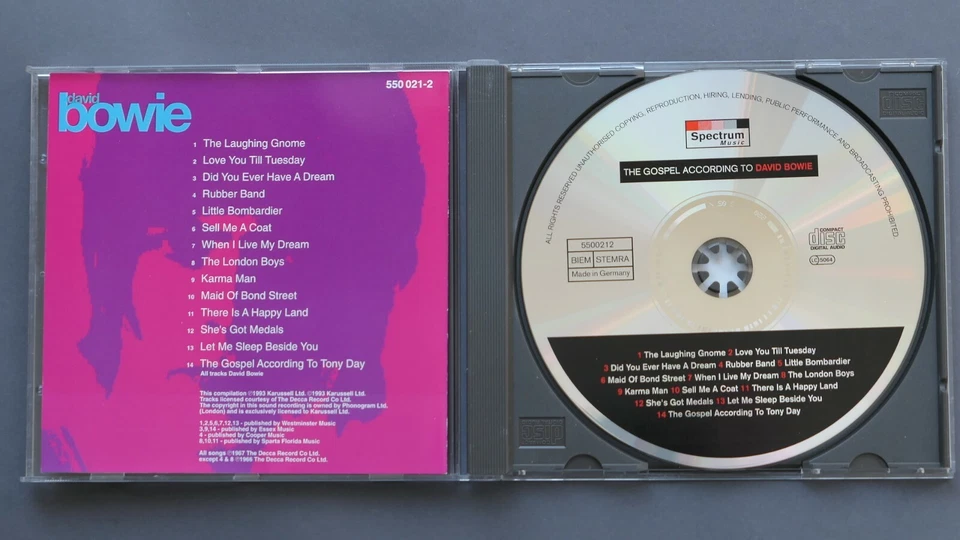 david
bowie
550 021-2
1 The Laughing Gnome
2 Love You Till Tuesday
3 Did You Ever Have A Dream
4 Rubber Band
5 Little Bombardier
6 Sell Me A Coat
7 When I Live My Dream
8 The London Boys
9 Karma Man
10 Maid Of Bond Street
11 There Is A Happy Land
12 She's Got Medals
13 Let Me Sleep Beside You
14 The Gospel According To Tony Day
All tracks David Bowie
This compilation ℗1993 Karussell Ltd. ©1993 Karussell Ltd.
Tracks licensed courtesy of The Decca Record Co Ltd.
The copyright in this sound recording is owned by Phonogram Ltd.
(London) and is exclusively licensed to Karussell Ltd.
1,2,5,6,7,12,13 - published by Westminster Music
3,9,14 - published by Essex Music
4 - published by Cooper Music
8,10,11 - published by Sparta Florida Music
All songs ℗1967 The Decca Record Co Ltd.
except 4 & 8 ℗1966 The Decca Record Co Ltd.
ALL RIGHTS RESERVED UNAUTHORISED COPYING, REPRODUCTION, HIRING, LENDING, PUBLIC PERFORMANCE AND BROADCASTING PROHIBITED
Spectrum
Music
THE GOSPEL ACCORDING TO DAVID BOWIE
5500212
BIEM STEMRA
Made in Germany
COMPACT
disc
DIGITAL AUDIO
LC 5064
1 The Laughing Gnome 2 Love You Till Tuesday
3 Did You Ever Have A Dream 4 Rubber Band 5 Little Bombardier
6 Maid Of Bond Street 7 When I Live My Dream 8 The London Boys
9 Karma Man 10 Sell Me A Coat 11 There Is A Happy Land
12 She's Got Medals 13 Let Me Sleep Beside You
14 The Gospel According To Tony Day